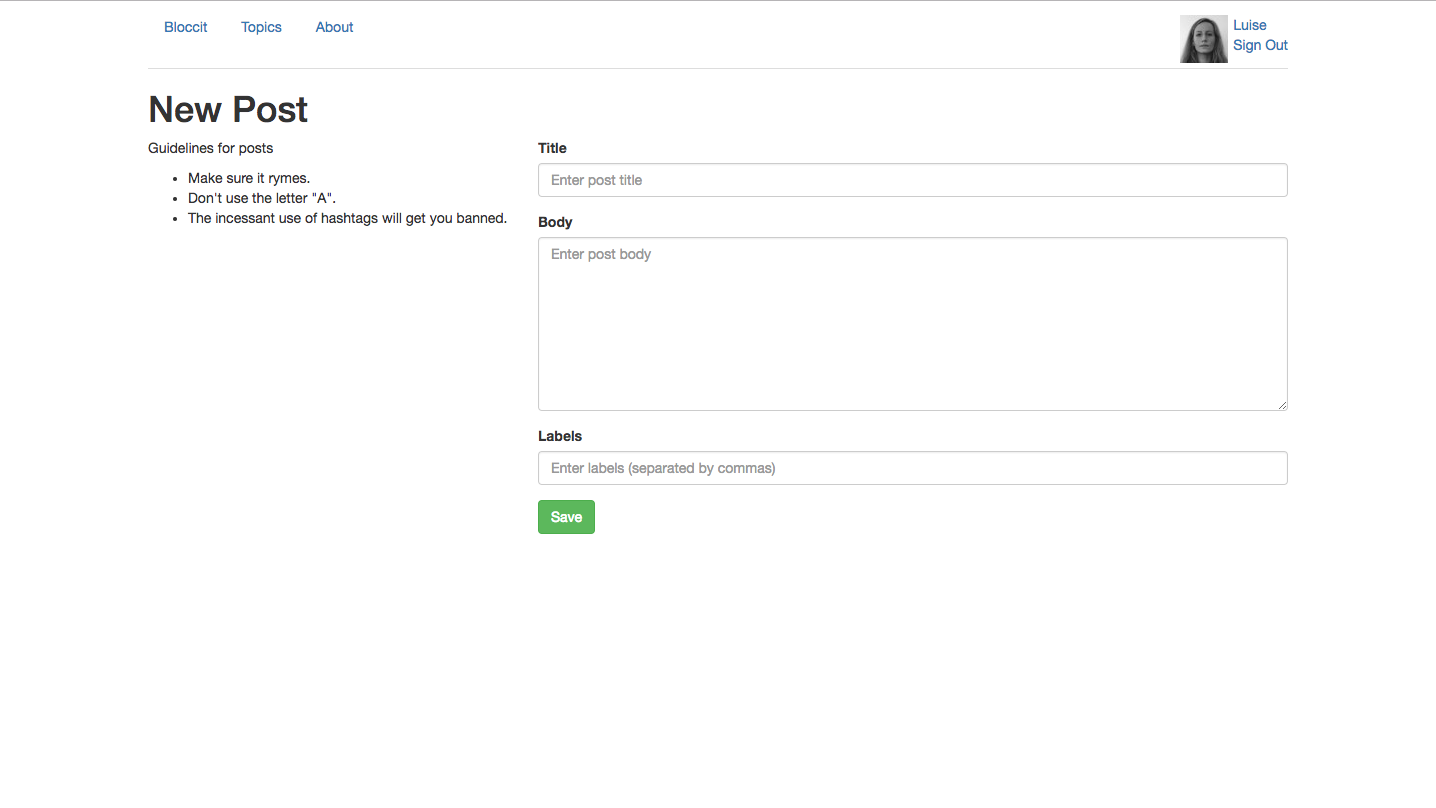 Bloccit Topics About Luise
Sign Out
New Post
Guidelines for posts
Make sure it rymes.
Don't use the letter "A".
The incessant use of hashtags will get you banned.
Title
Enter post title
Body
Enter post body
Labels
Enter labels (separated by commas)
Save